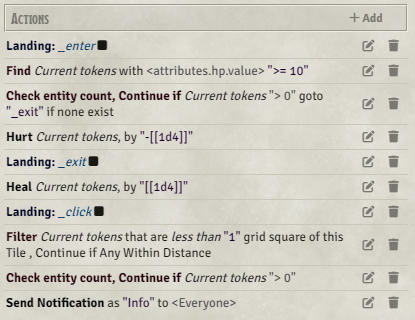 ACTIONS + Add
Landing: _enter
Find Current tokens with <attributes.hp.value> ">= 10"
Check entity count, Continue if Current tokens "> 0" goto
"_exit" if none exist
Hurt Current tokens, by "-[[1d4]]"
Landing: _exit
Heal Current tokens, by "[[1d4]]"
Landing: _click
Filter Current tokens that are less than "1" grid square of this
Tile , Continue if Any Within Distance
Check entity count, Continue if Current tokens "> 0"
Send Notification as "Info" to <Everyone>